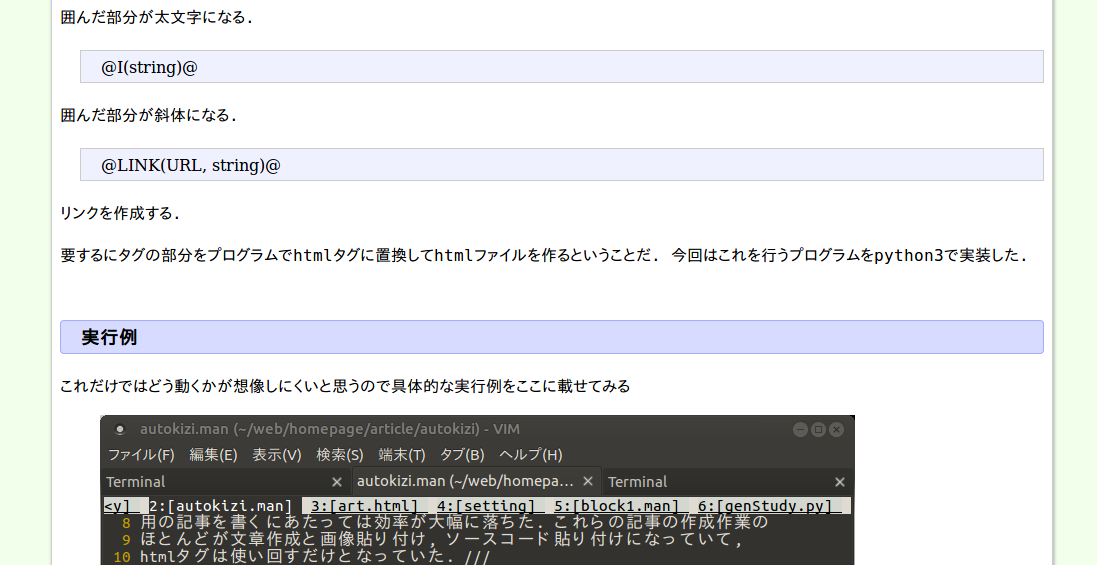 囲んだ部分が太文字になる．
@I(string)@
囲んだ部分が斜体になる．
@LINK(URL, string)@
リンクを作成する．
要するにタグの部分をプログラムでhtmlタグに置換してhtmlファイルを作るということだ． 今回はこれを行うプログラムをpython3で実装した．
実行例
これだけではどう動くかが想像しにくいと思うので具体的な実行例をここに載せてみる
autokizi.man (~/web/homepage/article/autokizi) - VIM
ファイル(F) 編集(E) 表示(V) 検索(S) 端末(T) タブ(B) ヘルプ(H)
Terminal × autokizi.man (~/web/homepa... × Terminal ×
<y] 2:[autokizi.man] 3:[art.html] 4:[setting] 5:[block1.man] 6:[genStudy.py]
8 用の記事を書くにあたっては効率が大幅に落ちた．これらの記事の作成作業の
9 ほとんどが文章作成と画像貼り付け，ソースコード貼り付けになっていて，
10 htmlタグは使い回すだけとなっていた．///